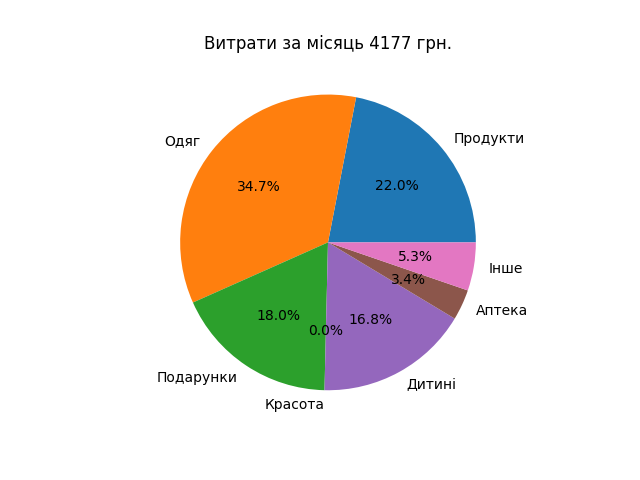 Витрати за місяць 4177 грн.
Продукти
22.0%
Одяг
34.7%
Подарунки
18.0%
Красота
0.0%
Дитині
16.8%
Аптека
3.4%
Інше
5.3%